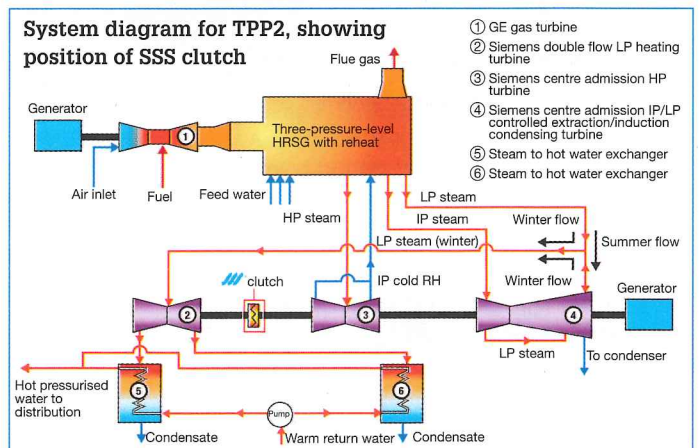 System diagram for TPP2, showing
position of SSS clutch
① GE gas turbine
② Siemens double flow LP heating
turbine
③ Siemens centre admission HP
turbine
④ Siemens centre admission IP/LP
controlled extraction/induction
condensing turbine
⑤ Steam to hot water exchanger
⑥ Steam to hot water exchanger
Flue gas
Generator
①
Three-pressure-level
HRSG with reheat
Air inlet
Fuel
Feed water
HP steam
LP steam
IP steam
Winter flow
LP steam (winter)
Summer flow
clutch
IP cold RH
Winter flow
Generator
②
③
④
LP steam
To condenser
Hot pressurised
water to
distribution
⑤
⑥
Pump
Condensate
Warm return water
Condensate